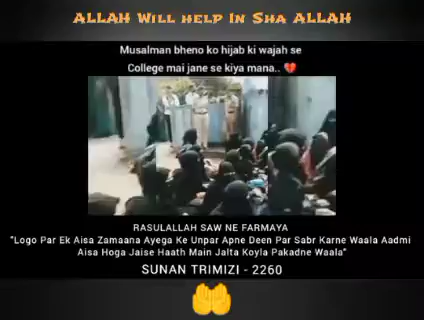 ALLAH Will help In Sha ALLAH
Musalman bheno ko hijab ki wajah se
College mai jane se kiya mana.. 💔
RASULALLAH SAW NE FARMAYA
"Logo Par Ek Aisa Zamaana Ayega Ke Unpar Apne Deen Par Sabr Karne Waala Aadmi
Aisa Hoga Jaise Haath Main Jalta Koyla Pakadne Waala"
SUNAN TRIMIZI - 2260